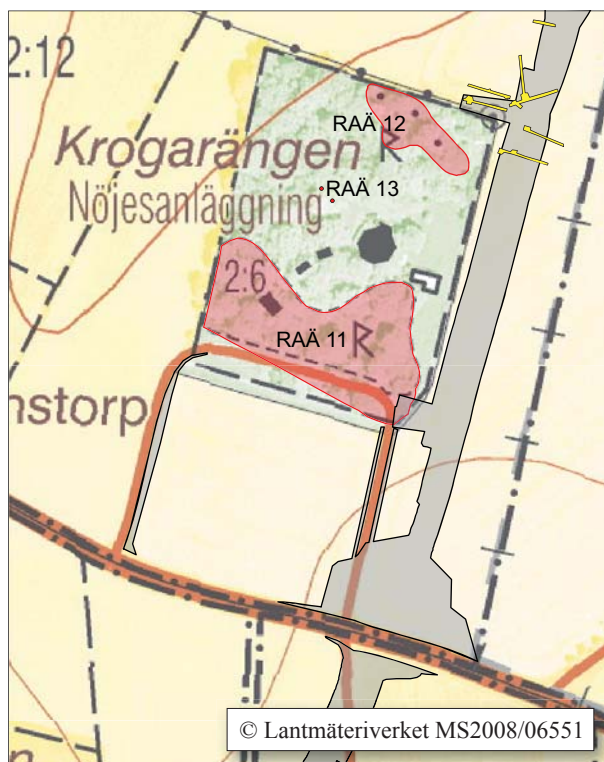 2:12
RAÄ 12
R
Krogarängen
RAÄ 13
Nöjesanläggning
2:6
RAÄ 11
R
nstorp
© Lantmäteriverket MS2008/06551
n